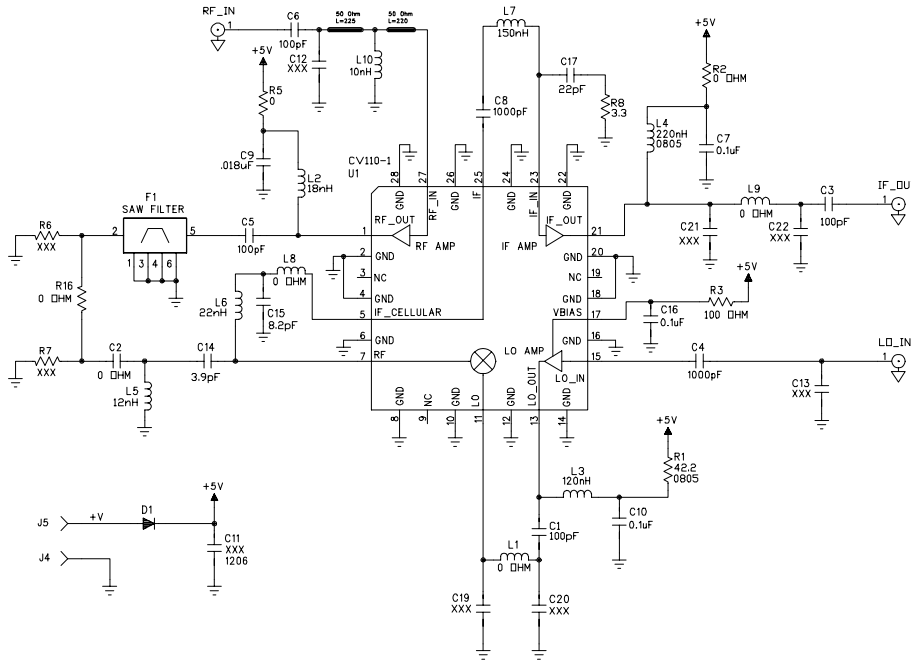 RF_IN
1
C6
100pF
50 Ohm
L=225
50 Ohm
L=220
C12
XXX
L10
10nH
L7
150nH
C8
1000pF
C17
22pF
R8
3.3
+5V
R2
0 OHM
L4
220nH
0805
C7
0.1uF
+5V
R5
0
C9
.018uF
L2
18nH
CV110-1
U1
28
GND
27
RF_IN
26
GND
25
IF
24
GND
23
IF_IN
22
GND
F1
SAW FILTER
2
5
1
3
4
6
R6
XXX
R16
0 OHM
R7
XXX
C5
100pF
1
RF_OUT
RF AMP
2
GND
3
NC
4
GND
5
IF_CELLULAR
6
GND
7
RF
L8
0 OHM
L6
22nH
C15
8.2pF
C2
0 OHM
L5
12nH
C14
3.9pF
IF_OUT
IF AMP
21
20
GND
19
NC
18
GND
17
VBIAS
16
GND
15
LO_IN
LO AMP
LO_OUT
L9
0 OHM
C21
XXX
C22
XXX
C3
100pF
IF_OU
1
+5V
R3
100 OHM
C16
0.1uF
C4
1000pF
C13
XXX
LO_IN
1
GND
8
NC
9
GND
10
LO
11
GND
12
13
GND
14
+5V
R1
42.2
0805
L3
120nH
C10
0.1uF
C1
100pF
L1
0 OHM
C19
XXX
C20
XXX
J5
+V
D1
+5V
C11
XXX
1206
J4